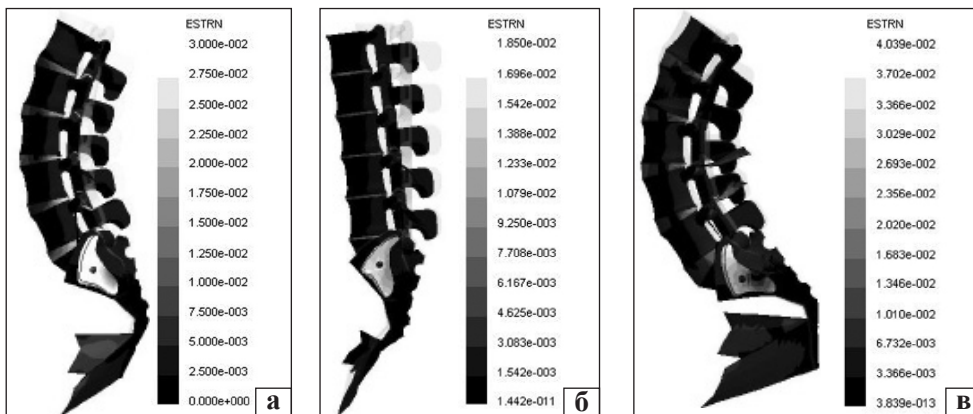 ESTRN
3.000e-002
2.750e-002
2.500e-002
2.250e-002
2.000e-002
1.750e-002
1.500e-002
1.250e-002
1.000e-002
7.500e-003
5.000e-003
2.500e-003
0.000e+000
а
ESTRN
1.850e-002
1.696e-002
1.542e-002
1.388e-002
1.233e-002
1.079e-002
9.250e-003
7.708e-003
6.167e-003
4.625e-003
3.083e-003
1.542e-003
1.442e-011
б
ESTRN
4.039e-002
3.702e-002
3.366e-002
3.029e-002
2.693e-002
2.356e-002
2.020e-002
1.683e-002
1.346e-002
1.010e-002
6.732e-003
3.366e-003
3.839e-013
в